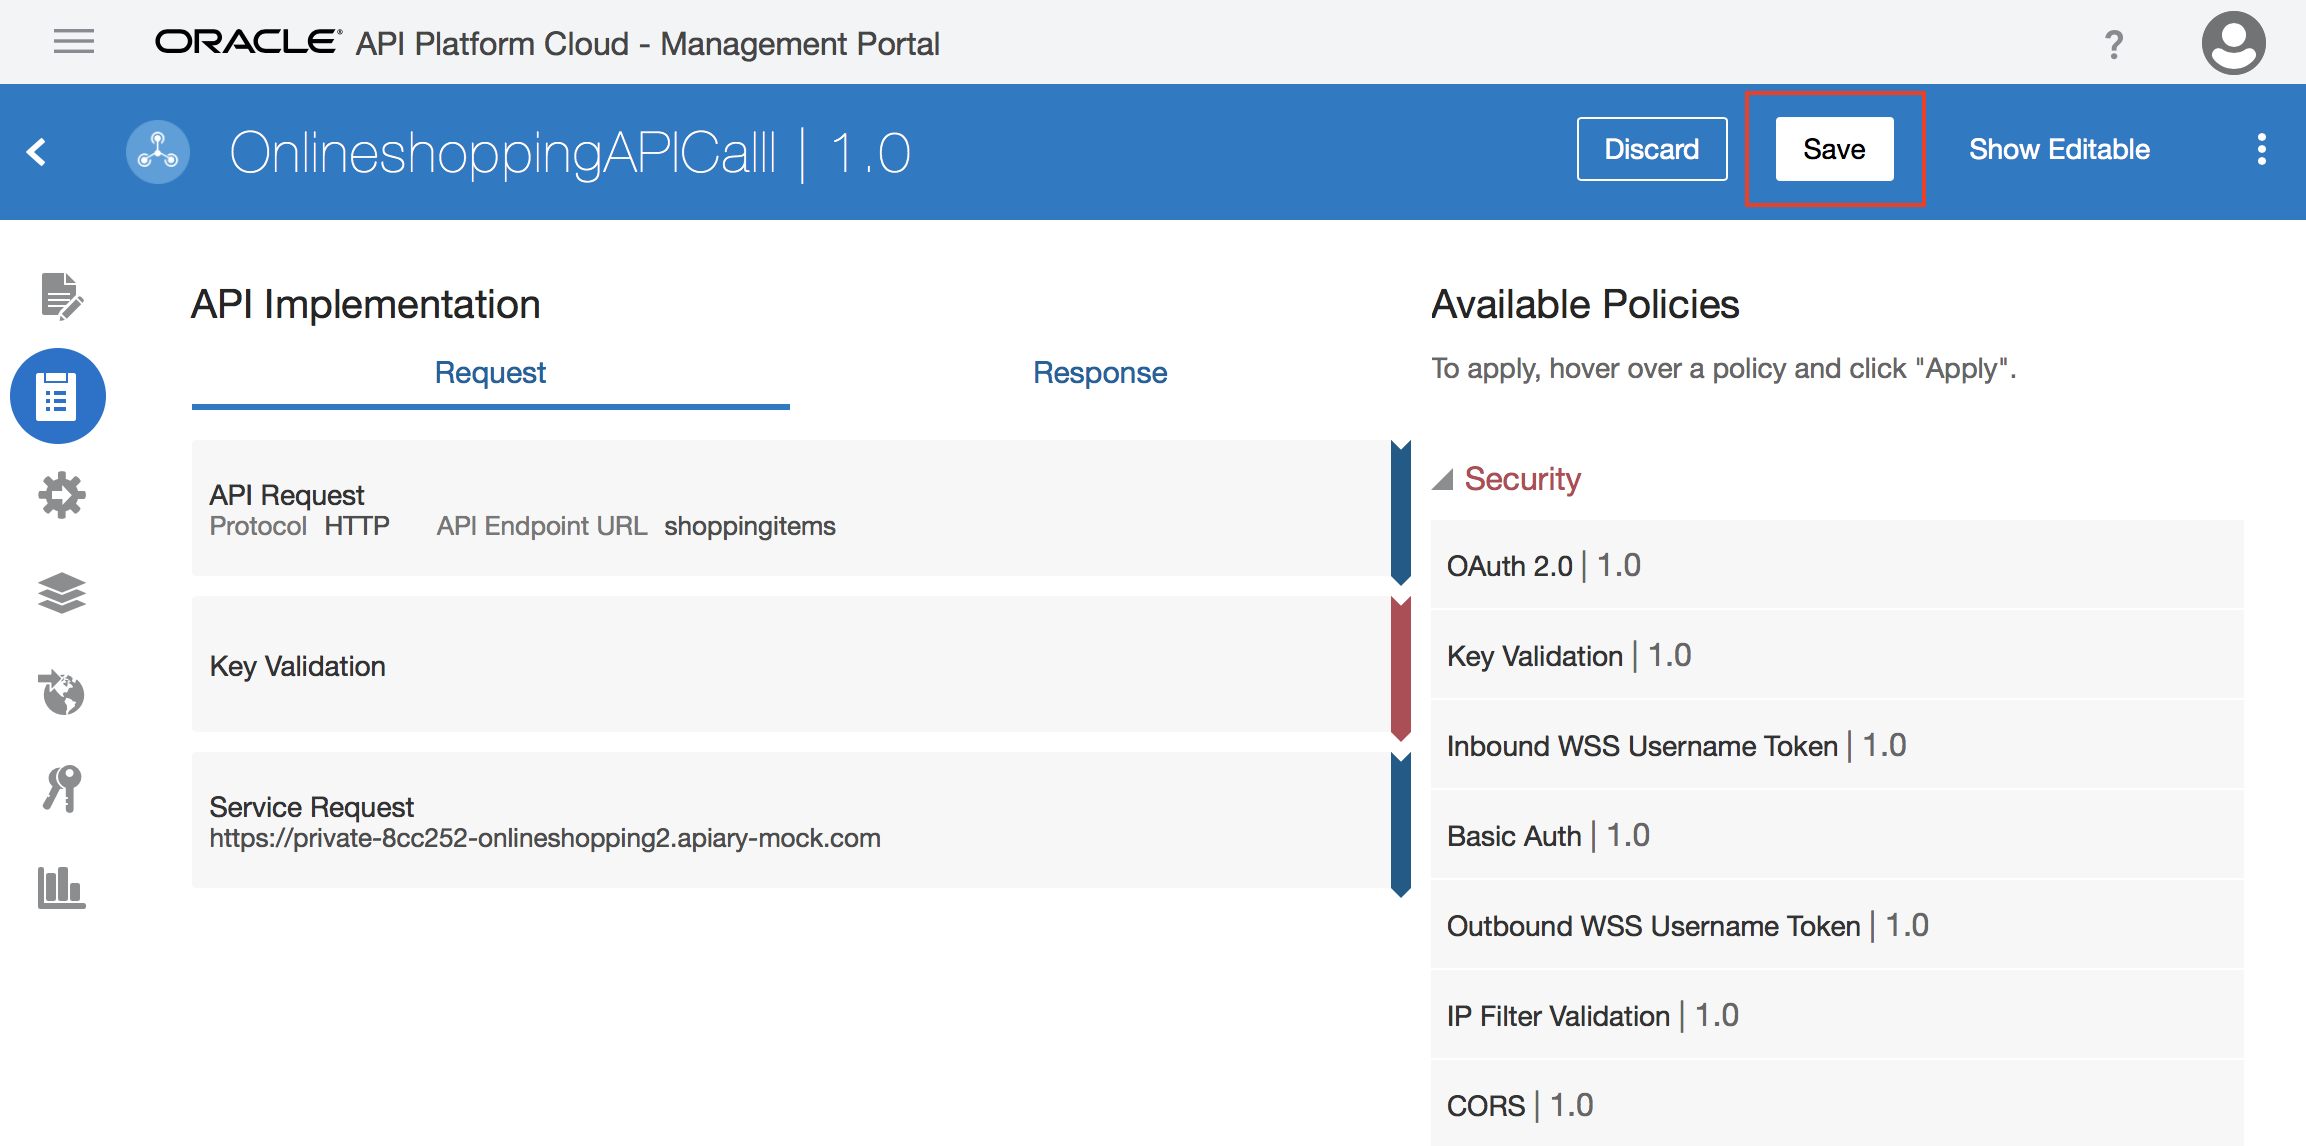 ORACLE® API Platform Cloud - Management Portal
?
OnlineshoppingAPICalll | 1.0
Discard
Save
Show Editable
API Implementation
Request
Response
API Request
Protocol HTTP API Endpoint URL shoppingitems
Key Validation
Service Request
https://private-8cc252-onlineshopping2.apiary-mock.com
Available Policies
To apply, hover over a policy and click "Apply".
Security
OAuth 2.0 | 1.0
Key Validation | 1.0
Inbound WSS Username Token | 1.0
Basic Auth | 1.0
Outbound WSS Username Token | 1.0
IP Filter Validation | 1.0
CORS | 1.0